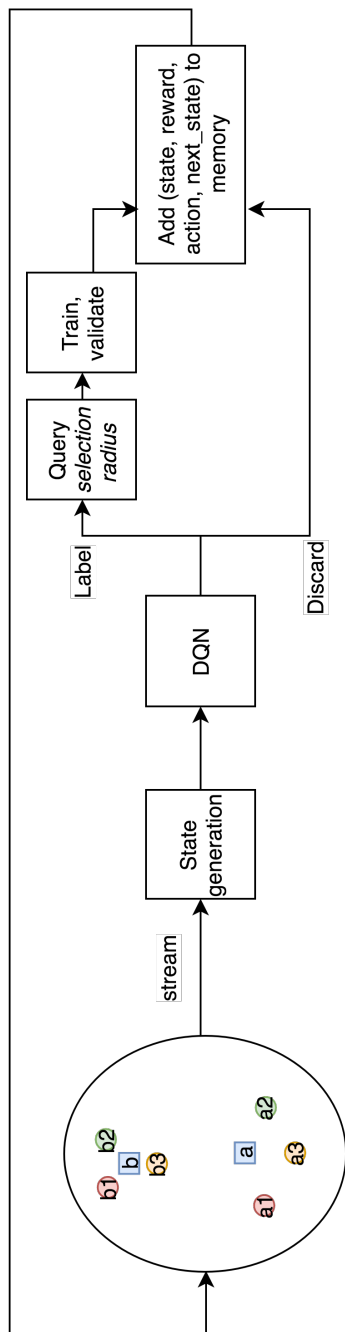 b1
b2
b
b3
a1
a
a2
a3
stream
State
generation
DQN
Label
Discard
Query
selection
radius
Train,
validate
Add (state, reward,
action, next_state) to
memory